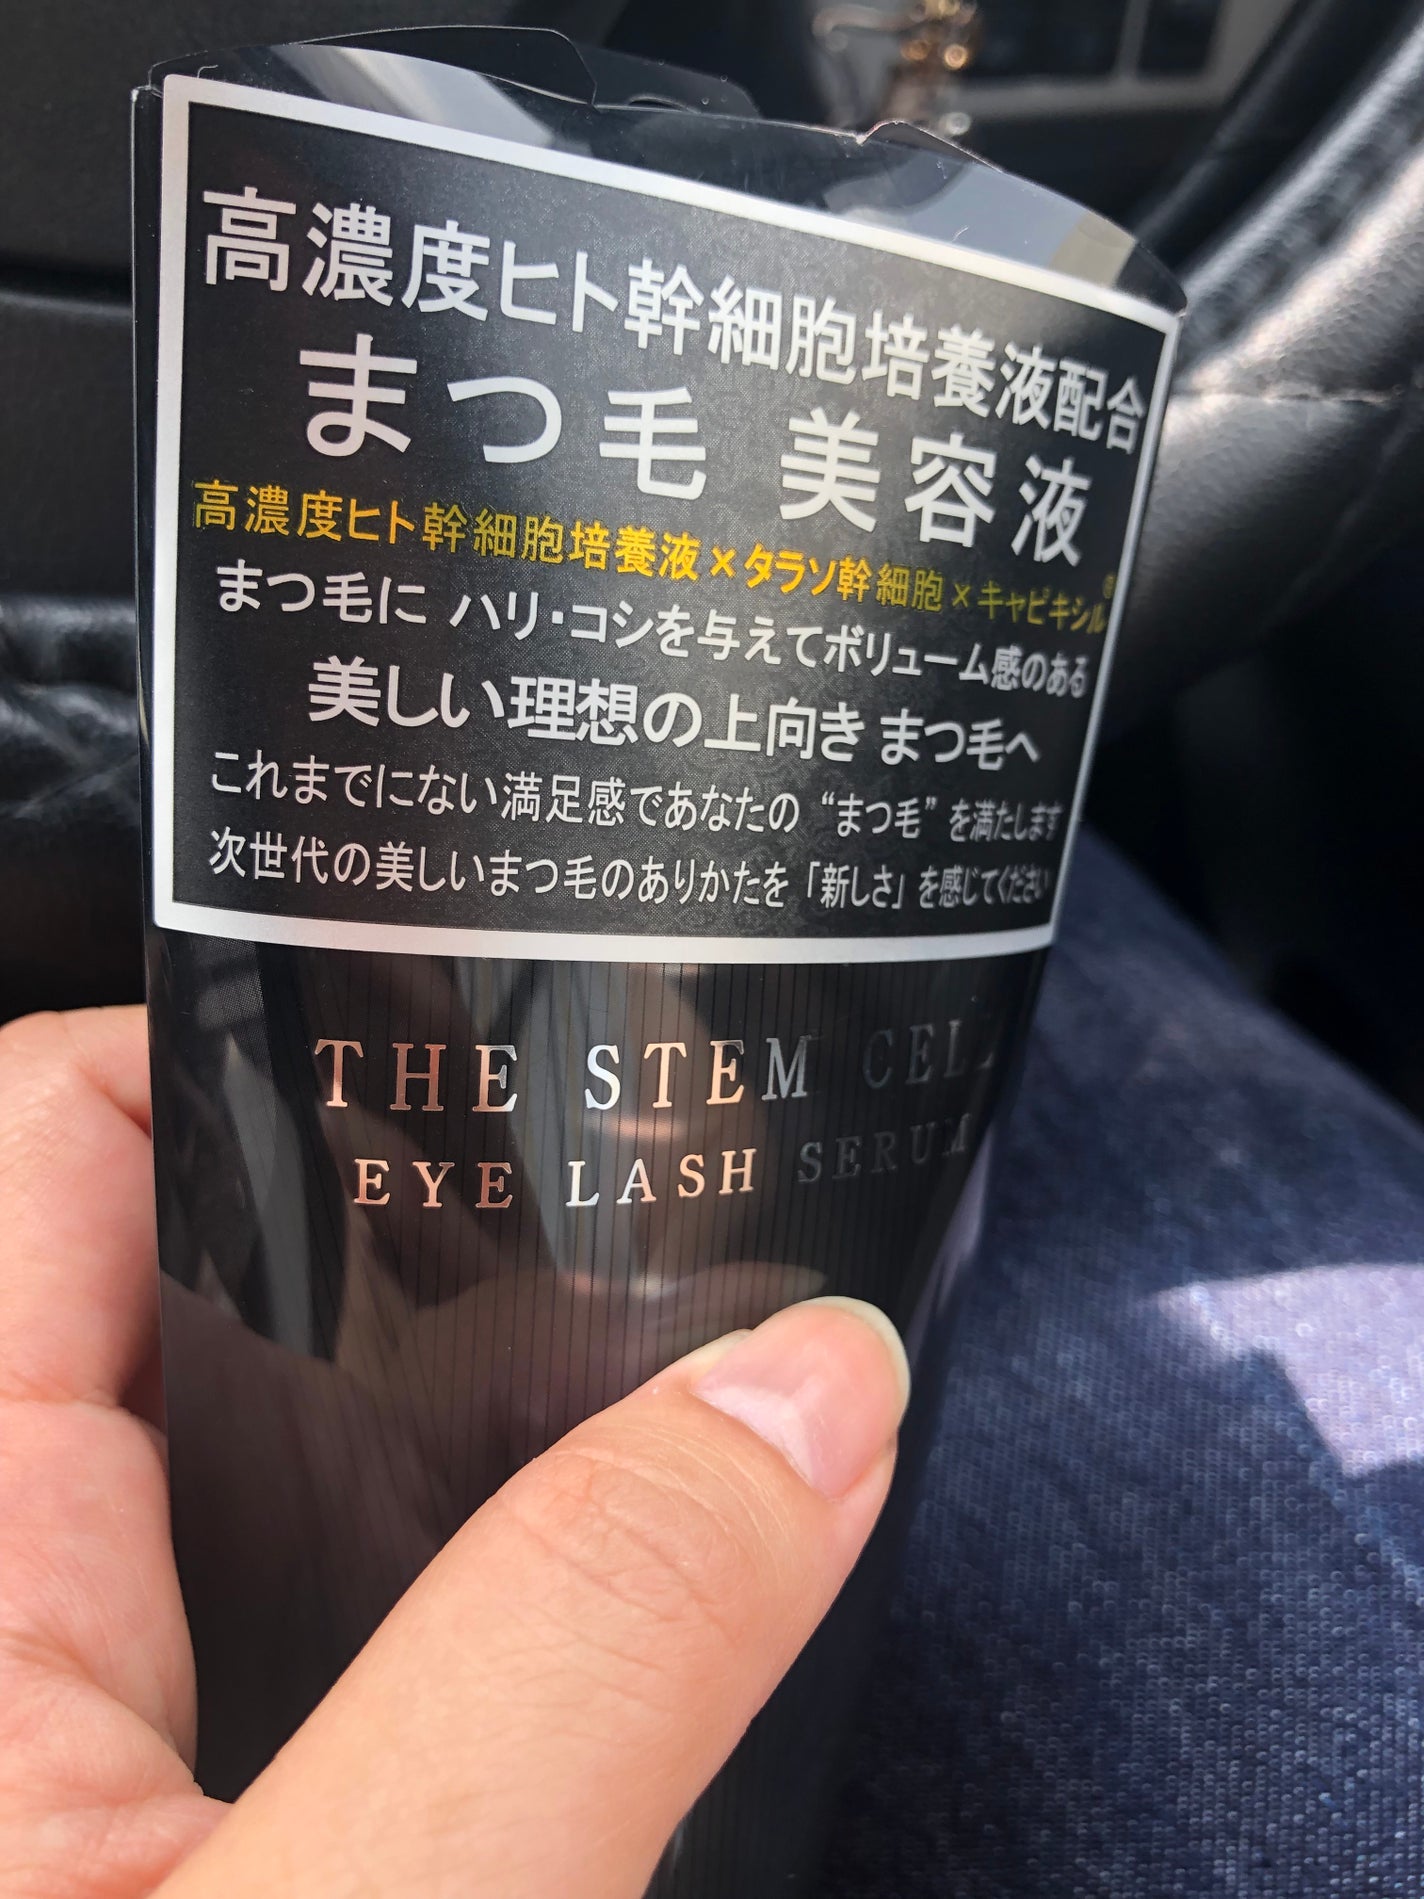 高濃度ヒト幹細胞培養液配合
まつ毛 美容液
高濃度ヒト幹細胞培養液×タラソ幹細胞×キャピキシル®
まつ毛に ハリ・コシを与えてボリューム感のある
美しい理想の上向き まつ毛へ
これまでにない満足感であなたの “まつ毛” を満たします
次世代の美しいまつ毛のありかたを 「新しさ」 を感じてください
THE STEM CELL
EYE LASH SERUM